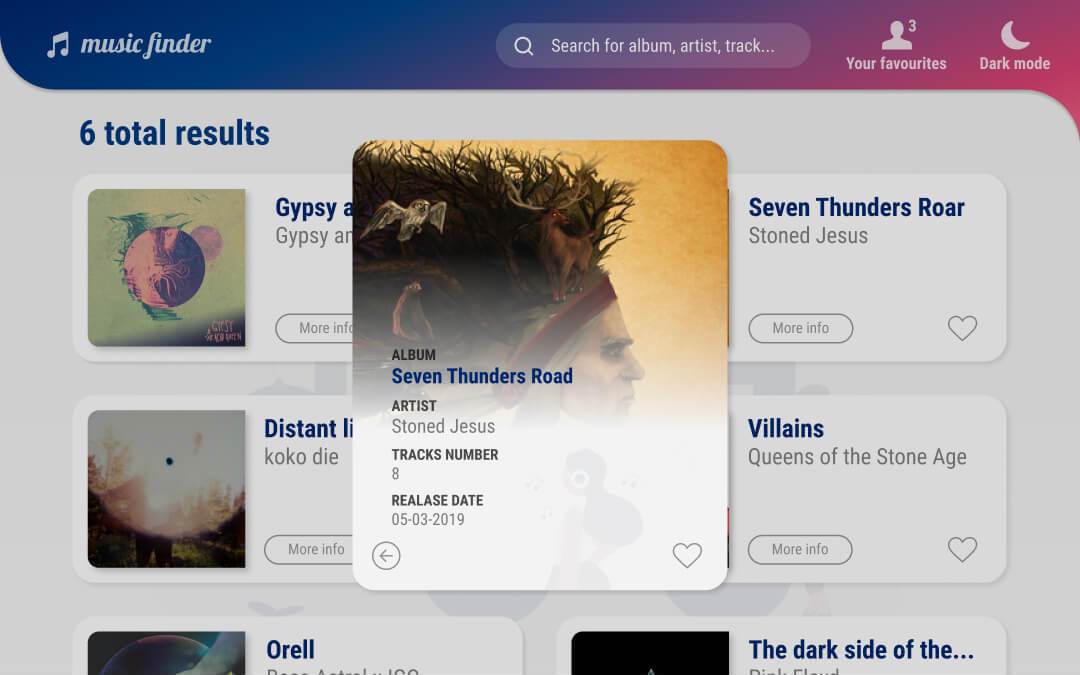 music finder
Search for album, artist, track...
3
Your favourites
Dark mode
6 total results
Gypsy a
Gypsy an
More info
GYPSY
Seven Thunders Roar
Stoned Jesus
More info
ALBUM
Seven Thunders Road
ARTIST
Stoned Jesus
TRACKS NUMBER
8
REALASE DATE
05-03-2019
Distant li
koko die
More info
Villains
Queens of the Stone Age
More info
Orell
The dark side of the...
Pink Floyd